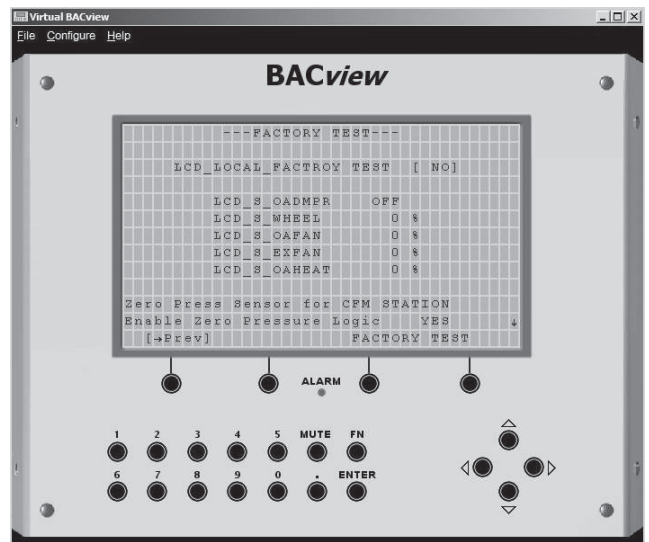 Virtual BACview
File Configure Help
BACview
---FACTORY TEST---
LCD_LOCAL_FACTROY TEST [ NO]
LCD_S_OADMPR OFF
LCD_S_WHEEL 0 %
LCD_S_OAFAN 0 %
LCD_S_EXFAN 0 %
LCD_S_OAHEAT 0 %
Zero Press Sensor for CFM STATION
Enable Zero Pressure Logic YES ↓
[→Prev] FACTORY TEST
ALARM
1 2 3 4 5 MUTE FN
6 7 8 9 0 . ENTER